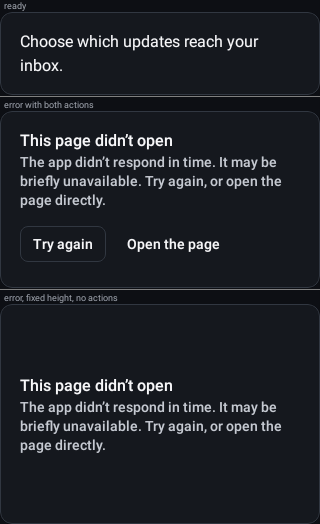 ready
Choose which updates reach your
inbox.
error with both actions
This page didn’t open
The app didn’t respond in time. It may be
briefly unavailable. Try again, or open the
page directly.
Try again
Open the page
error, fixed height, no actions
This page didn’t open
The app didn’t respond in time. It may be
briefly unavailable. Try again, or open the
page directly.